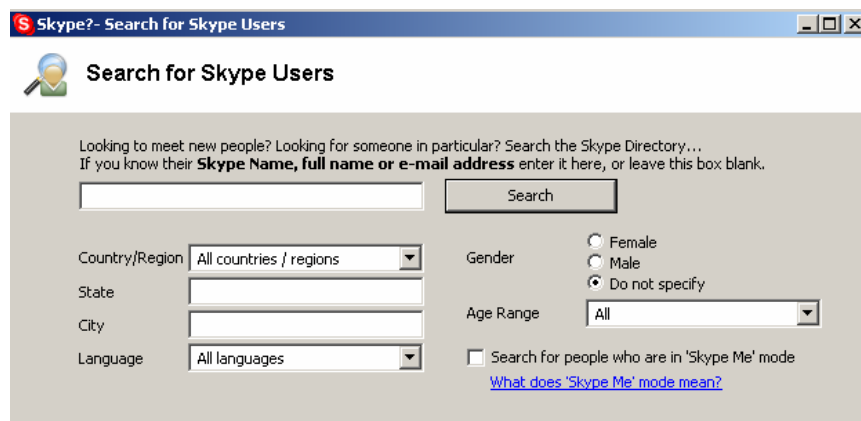 Skype?- Search for Skype Users
Search for Skype Users
Looking to meet new people? Looking for someone in particular? Search the Skype Directory...
If you know their Skype Name, full name or e-mail address enter it here, or leave this box blank.
Search
Country/Region All countries / regions
State
City
Language All languages
Gender
Female
Male
Do not specify
Age Range All
Search for people who are in 'Skype Me' mode
What does 'Skype Me' mode mean?